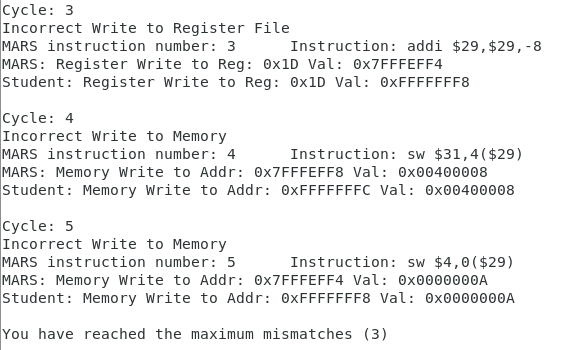 Cycle: 3
Incorrect Write to Register File
MARS instruction number: 3      Instruction: addi $29,$29,-8
MARS: Register Write to Reg: 0x1D Val: 0x7FFFEFF4
Student: Register Write to Reg: 0x1D Val: 0xFFFFFFF8

Cycle: 4
Incorrect Write to Memory
MARS instruction number: 4      Instruction: sw $31,4($29)
MARS: Memory Write to Addr: 0x7FFFEFF8 Val: 0x00400008
Student: Memory Write to Addr: 0xFFFFFFFC Val: 0x00400008

Cycle: 5
Incorrect Write to Memory
MARS instruction number: 5      Instruction: sw $4,0($29)
MARS: Memory Write to Addr: 0x7FFFEFF4 Val: 0x0000000A
Student: Memory Write to Addr: 0xFFFFFFF8 Val: 0x0000000A

You have reached the maximum mismatches (3)